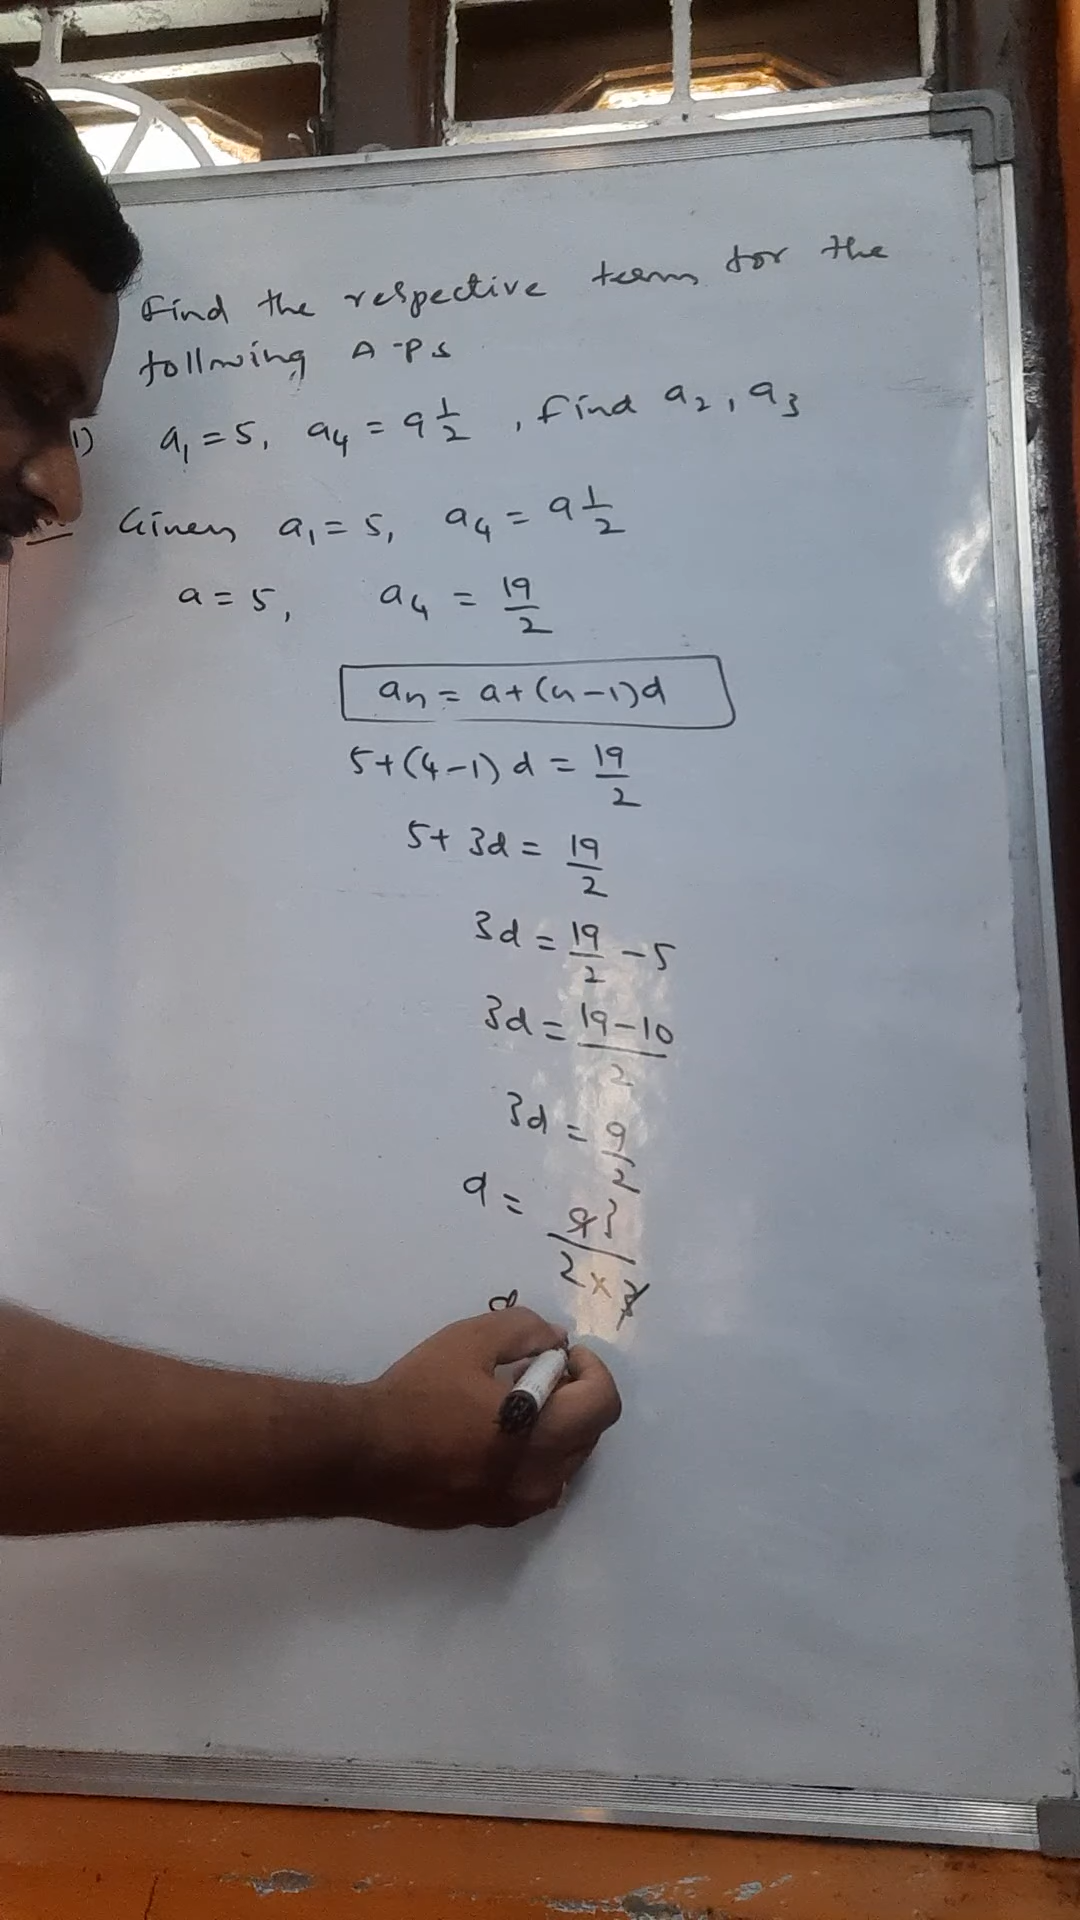 Find the respective terms for the
following A.Ps
1) a₁ = 5, a₄ = 9 1/2, Find a₂, a₃
Given a₁ = 5, a₄ = 9 1/2
a = 5, a₄ = 19/2
an = a + (n-1)d
5 + (4-1) d = 19/2
5 + 3d = 19/2
3d = 19/2 - 5
3d = (19-10)/2
3d = 9/2
d = 9 3/(2 × 3)
d